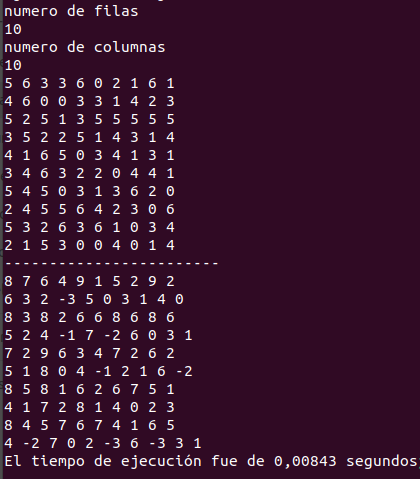 numero de filas
10
numero de columnas
10
5 6 3 3 6 0 2 1 6 1
4 6 0 0 3 3 1 4 2 3
5 2 5 1 3 5 5 5 5 5
3 5 2 2 5 1 4 3 1 4
4 1 6 5 0 3 4 1 3 1
3 4 6 3 2 2 0 4 4 1
5 4 5 0 3 1 3 6 2 0
2 4 5 5 6 4 2 3 0 6
5 3 2 6 3 6 1 0 3 4
2 1 5 3 0 0 4 0 1 4
------------------------
8 7 6 4 9 1 5 2 9 2
6 3 2 -3 5 0 3 1 4 0
8 3 8 2 6 6 8 6 8 6
5 2 4 -1 7 -2 6 0 3 1
7 2 9 6 3 4 7 2 6 2
5 1 8 0 4 -1 2 1 6 -2
8 5 8 1 6 2 6 7 5 1
4 1 7 2 8 1 4 0 2 3
8 4 5 7 6 7 4 1 6 5
4 -2 7 0 2 -3 6 -3 3 1
El tiempo de ejecución fue de 0,00843 segundos